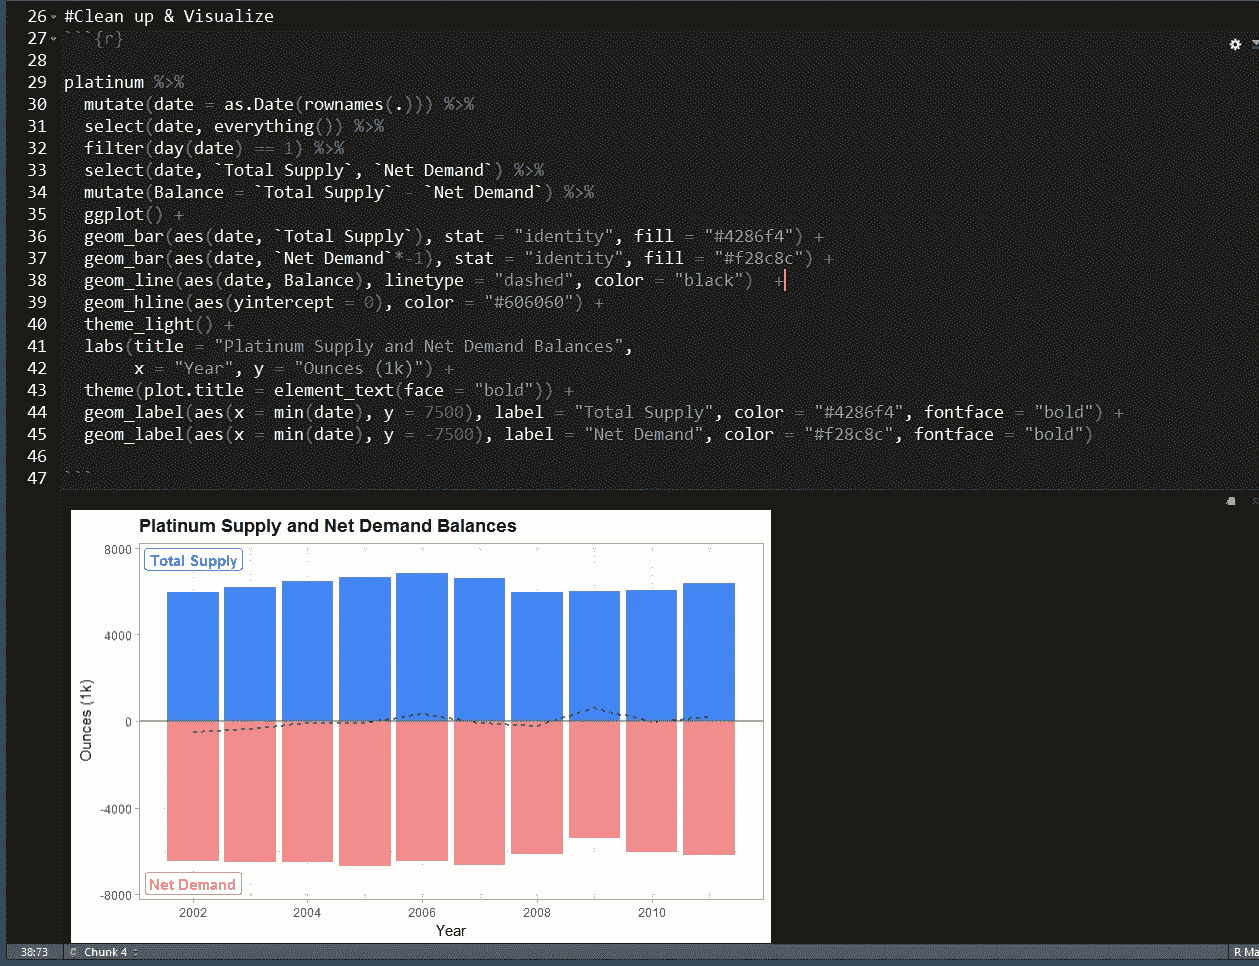 26 #Clean up & Visualize
27 ```{r}
28
29 platinum %>%
30 mutate(date = as.Date(rownames(.))) %>%
31 select(date, everything()) %>%
32 filter(day(date) == 1) %>%
33 select(date, `Total Supply`, `Net Demand`) %>%
34 mutate(Balance = `Total Supply` - `Net Demand`) %>%
35 ggplot() +
36 geom_bar(aes(date, `Total Supply`), stat = "identity", fill = "#4286f4") +
37 geom_bar(aes(date, `Net Demand`*-1), stat = "identity", fill = "#f28c8c") +
38 geom_line(aes(date, Balance), linetype = "dashed", color = "black")  +
39 geom_hline(aes(yintercept = 0), color = "#606060") +
40 theme_light() +
41 labs(title = "Platinum Supply and Net Demand Balances",
42 x = "Year", y = "Ounces (1k)") +
43 theme(plot.title = element_text(face = "bold")) +
44 geom_label(aes(x = min(date), y = 7500), label = "Total Supply", color = "#4286f4", fontface = "bold") +
45 geom_label(aes(x = min(date), y = -7500), label = "Net Demand", color = "#f28c8c", fontface = "bold")
46
47 ```
Platinum Supply and Net Demand Balances
8000
Total Supply
4000
Ounces (1k)
0
-4000
Net Demand
-8000
2002 2004 2006 2008 2010
Year
38:73 Chunk 4 R Ma